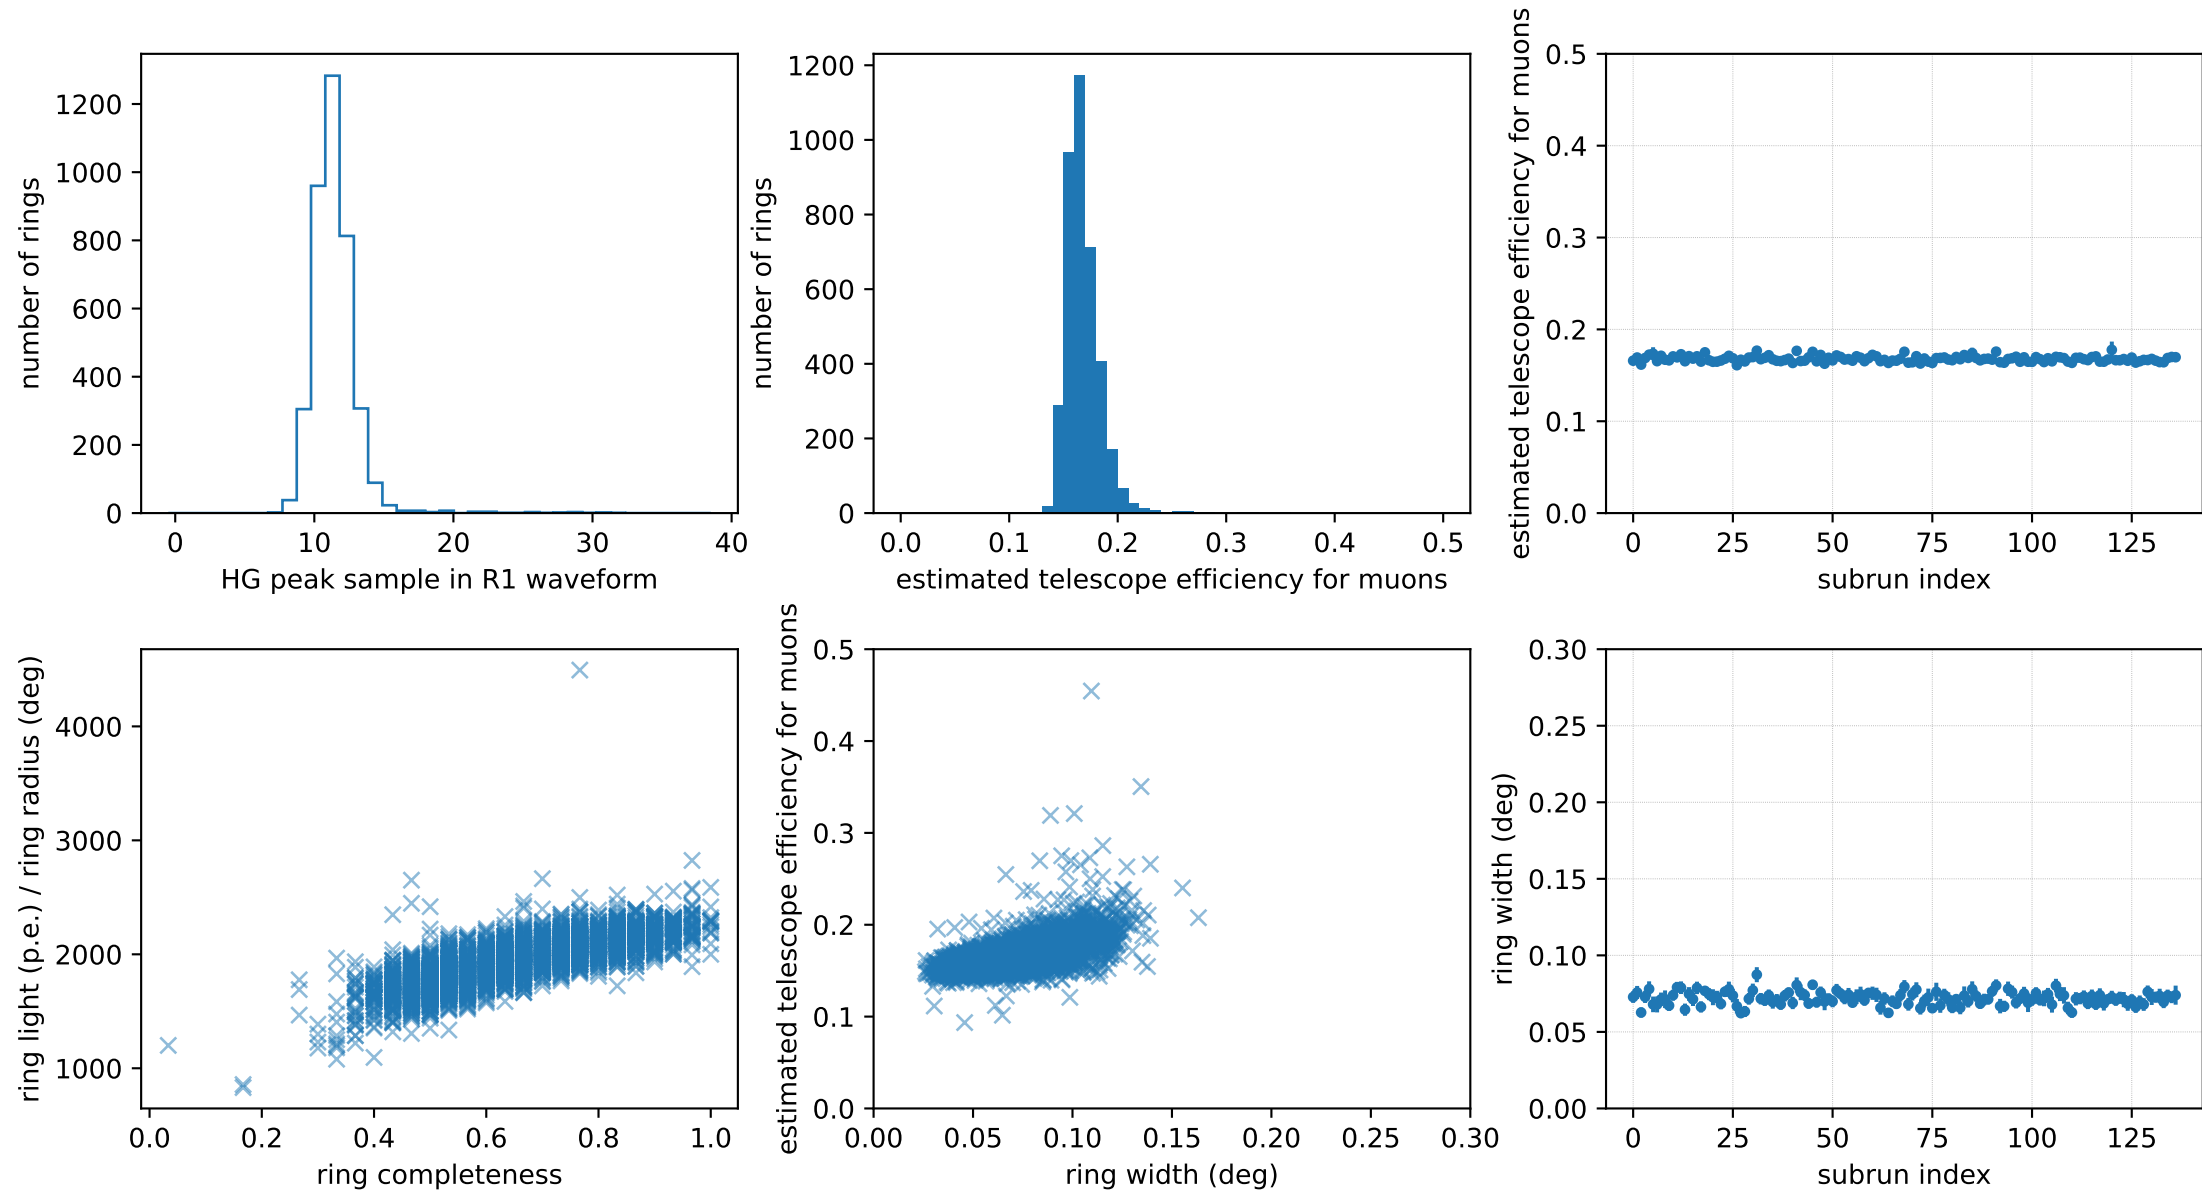 number of rings
1200
1000
800
600
400
200
0
0 10 20 30 40
HG peak sample in R1 waveform
number of rings
1200
1000
800
600
400
200
0
0.0 0.1 0.2 0.3 0.4 0.5
estimated telescope efficiency for muons
estimated telescope efficiency for muons
0.5
0.4
0.3
0.2
0.1
0.0
0 25 50 75 100 125
subrun index
ring light (p.e.) / ring radius (deg)
4000
3000
2000
1000
0.0 0.2 0.4 0.6 0.8 1.0
ring completeness
estimated telescope efficiency for muons
0.5
0.4
0.3
0.2
0.1
0.0
0.00 0.05 0.10 0.15 0.20 0.25 0.30
ring width (deg)
ring width (deg)
0.30
0.25
0.20
0.15
0.10
0.05
0.00
0 25 50 75 100 125
subrun index